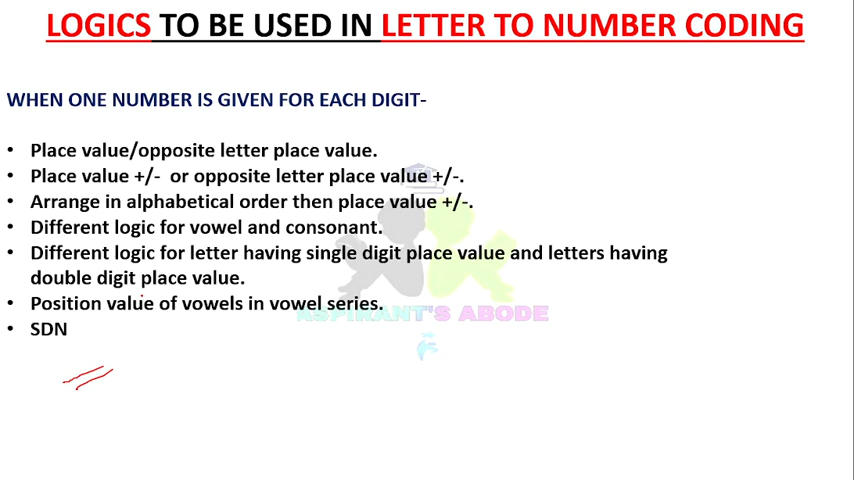 LOGICS TO BE USED IN LETTER TO NUMBER CODING
WHEN ONE NUMBER IS GIVEN FOR EACH DIGIT-
• Place value/opposite letter place value.
• Place value +/-  or opposite letter place value +/-.
• Arrange in alphabetical order then place value +/-.
• Different logic for vowel and consonant.
• Different logic for letter having single digit place value and letters having
double digit place value.
• Position value of vowels in vowel series.
• SDN
ASPIRANT'S ABODE